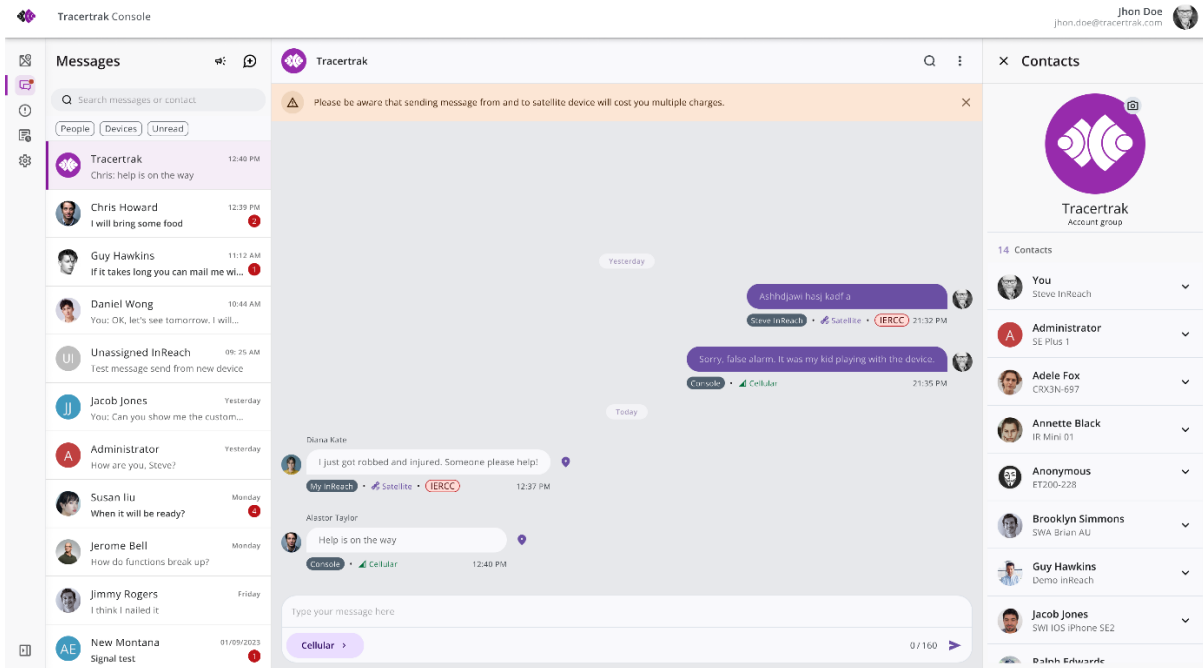 Tracertrak Console
Jhon Doe
jhon.doe@tracertrak.com
Messages
Search messages or contact
People Devices Unread
Tracertrak 12:40 PM
Chris: help is on the way
Chris Howard 12:39 PM
I will bring some food 2
Guy Hawkins 11:12 AM
If it takes long you can mail me wi... 1
Daniel Wong 10:44 AM
You: OK, let's see tomorrow. I will...
UI
Unassigned InReach 09: 25 AM
Test message send from new device
JJ
Jacob Jones Yesterday
You: Can you show me the custom...
A
Administrator Yesterday
How are you, Steve?
Susan liu Monday
When it will be ready? 4
Jerome Bell Monday
How do functions break up?
Jimmy Rogers Friday
I think I nailed it
AE
New Montana 01/09/2023
Signal test 1
Tracertrak
Please be aware that sending message from and to satellite device will cost you multiple charges.
Yesterday
Ashhdjawi hasj kadf a
Steve InReach • Satellite • IERCC 21:32 PM
Sorry, false alarm. It was my kid playing with the device.
Console • Cellular 21:35 PM
Today
Diana Kate
I just got robbed and injured. Someone please help!
My InReach • Satellite • IERCC 12:37 PM
Alastor Taylor
Help is on the way
Console • Cellular 12:40 PM
Type your message here
Cellular > 0/160
Contacts
Tracertrak
Account group
14 Contacts
You
Steve InReach
A
Administrator
SE Plus 1
Adele Fox
CRX3N-697
Annette Black
IR Mini 01
Anonymous
ET200-228
Brooklyn Simmons
SWA Brian AU
Guy Hawkins
Demo inReach
Jacob Jones
SWI IOS iPhone SE2
Ralph Edwards